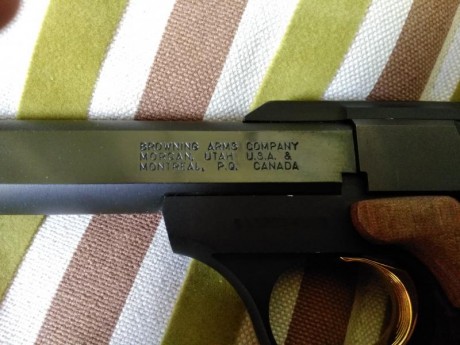 BROWNING ARMS COMPANY
MORGAN, UTAH U.S.A. &
MONTREAL, P.Q. CANADA